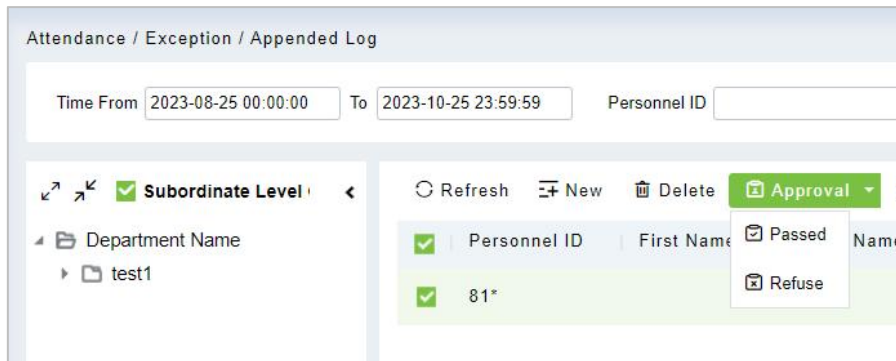 Attendance / Exception / Appended Log
Time From 2023-08-25 00:00:00 To 2023-10-25 23:59:59 Personnel ID
Subordinate Level
Refresh New Delete Approval
Department Name
Personnel ID First Name Name
Passed
test1
Refuse
81*